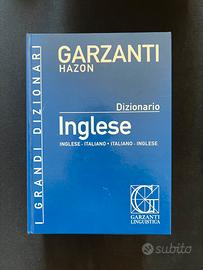 GARZANTI
HAZON
I GRANDI DIZIONARI
Dizionario
Inglese
INGLESE - ITALIANO • ITALIANO - INGLESE
G
GARZANTI
LINGUISTICA
subito